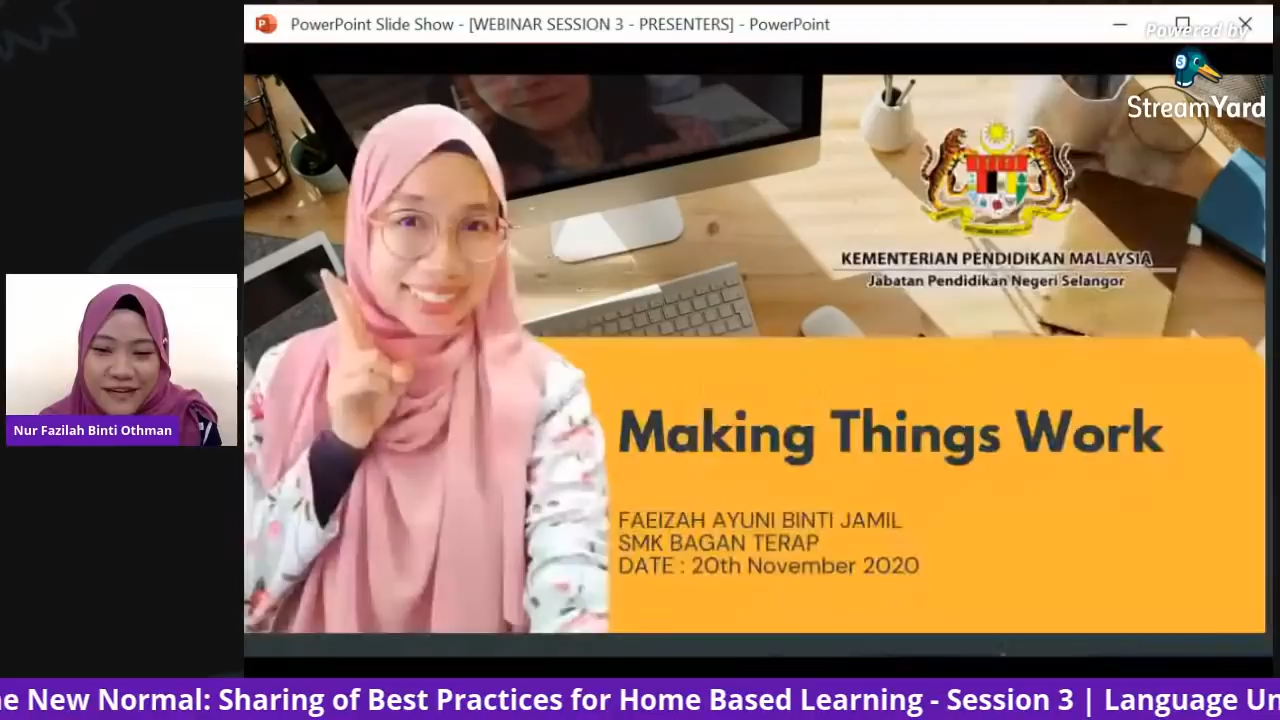 PowerPoint Slide Show - [WEBINAR SESSION 3 - PRESENTERS] - PowerPoint
Powered by
StreamYard
KEMENTERIAN PENDIDIKAN MALAYSIA
Jabatan Pendidikan Negeri Selangor
Nur Fazilah Binti Othman
Making Things Work
FAEIZAH AYUNI BINTI JAMIL
SMK BAGAN TERAP
DATE : 20th November 2020
New Normal: Sharing of Best Practices for Home Based Learning - Session 3 | Language